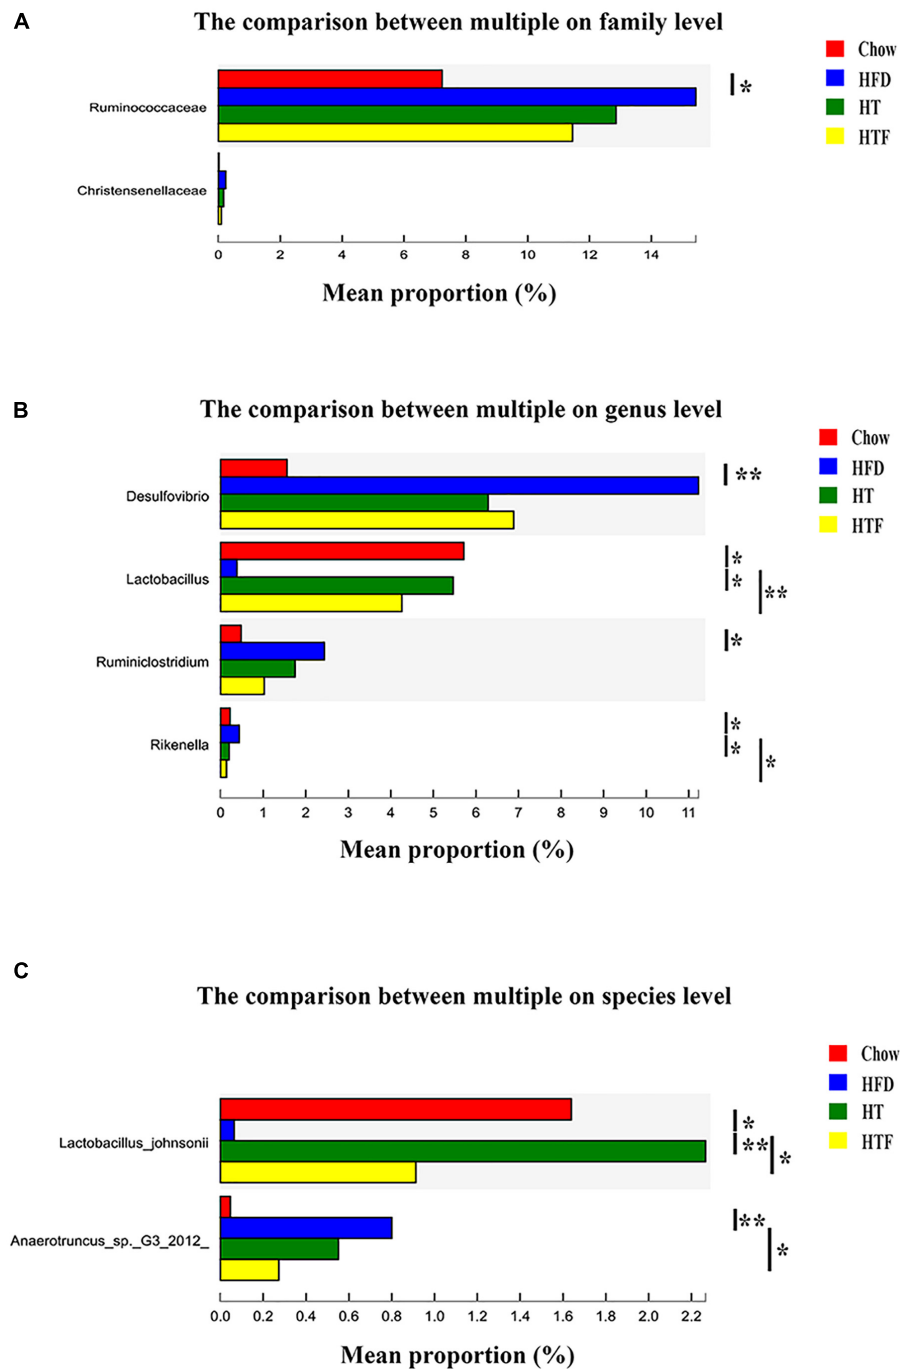 A
The comparison between multiple on family level
Chow
HFD
HT
HTF
Ruminococcaceae
*
Christensenellaceae
0 2 4 6 8 10 12 14
Mean proportion (%)
B
The comparison between multiple on genus level
Chow
HFD
HT
HTF
Desulfovibrio
**
Lactobacillus
*
*
**
Ruminiclostridium
*
Rikenella
*
*
*
0 1 2 3 4 5 6 7 8 9 10 11
Mean proportion (%)
C
The comparison between multiple on species level
Chow
HFD
HT
HTF
Lactobacillus_johnsonii
*
**
*
Anaerotruncus_sp._G3_2012_
**
*
0.0 0.2 0.4 0.6 0.8 1.0 1.2 1.4 1.6 1.8 2.0 2.2
Mean proportion (%)